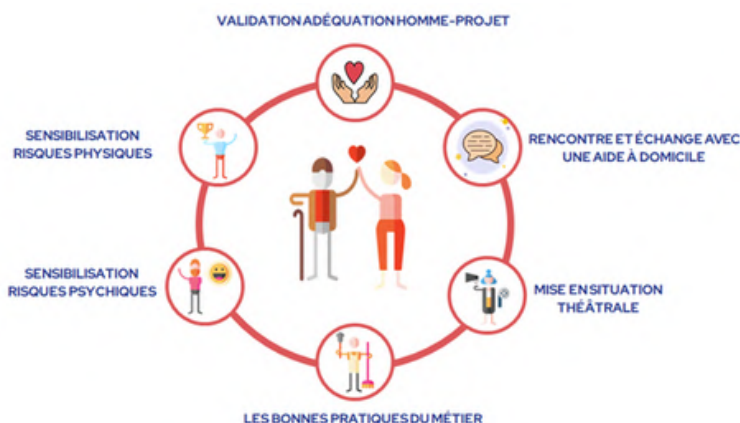 VALIDATION ADÉQUATION HOMME-PROJET
RENCONTRE ET ÉCHANGE AVEC
UNE AIDE À DOMICILE
MISE EN SITUATION
THÉÂTRALE
LES BONNES PRATIQUES DU MÉTIER
SENSIBILISATION
RISQUES PSYCHIQUES
SENSIBILISATION
RISQUES PHYSIQUES